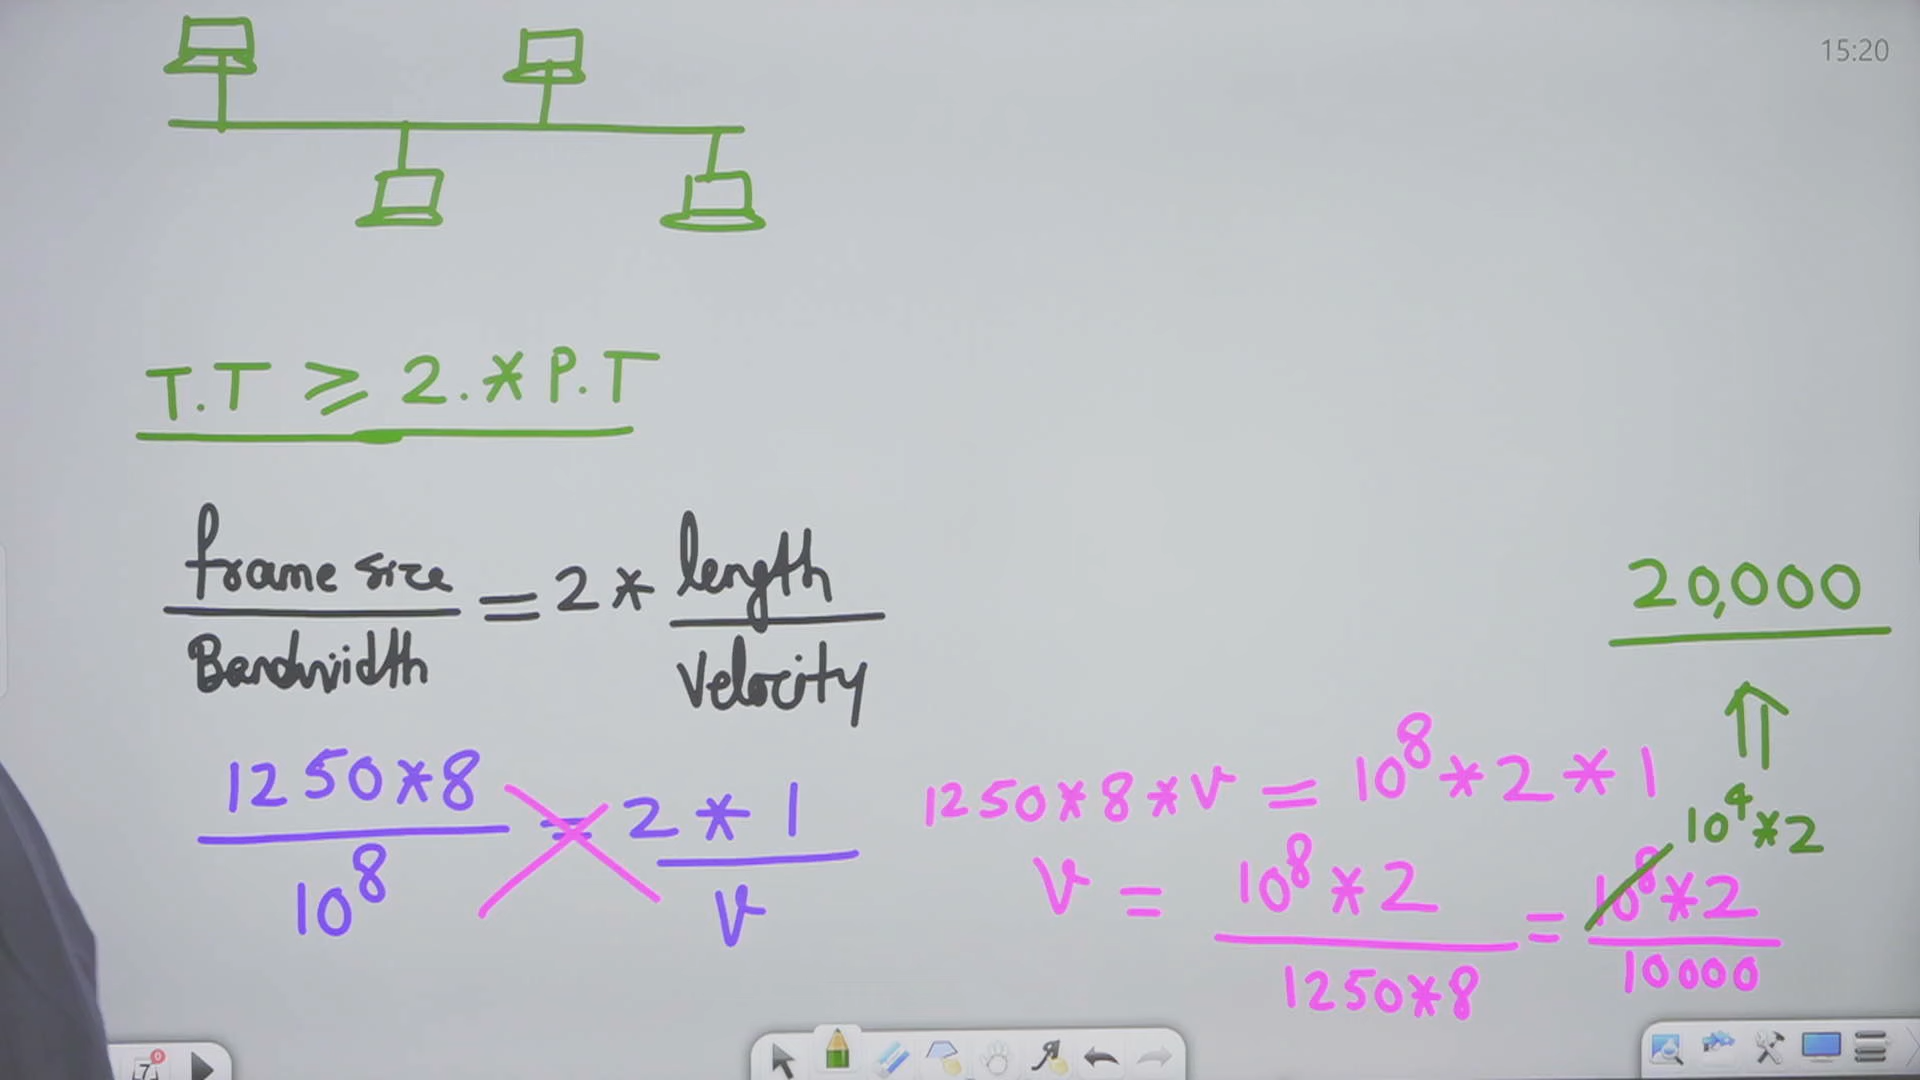 15:20
T.T ≥ 2.* P.T
frame size / Bandwidth = 2 * length / Velocity
1250*8 / 10^8 = 2 * 1 / v
20,000
1250*8*v = 10^8 * 2 * 1
10^4*2
v = 10^8 * 2 / 1250*8 = 10^8*2 / 10000